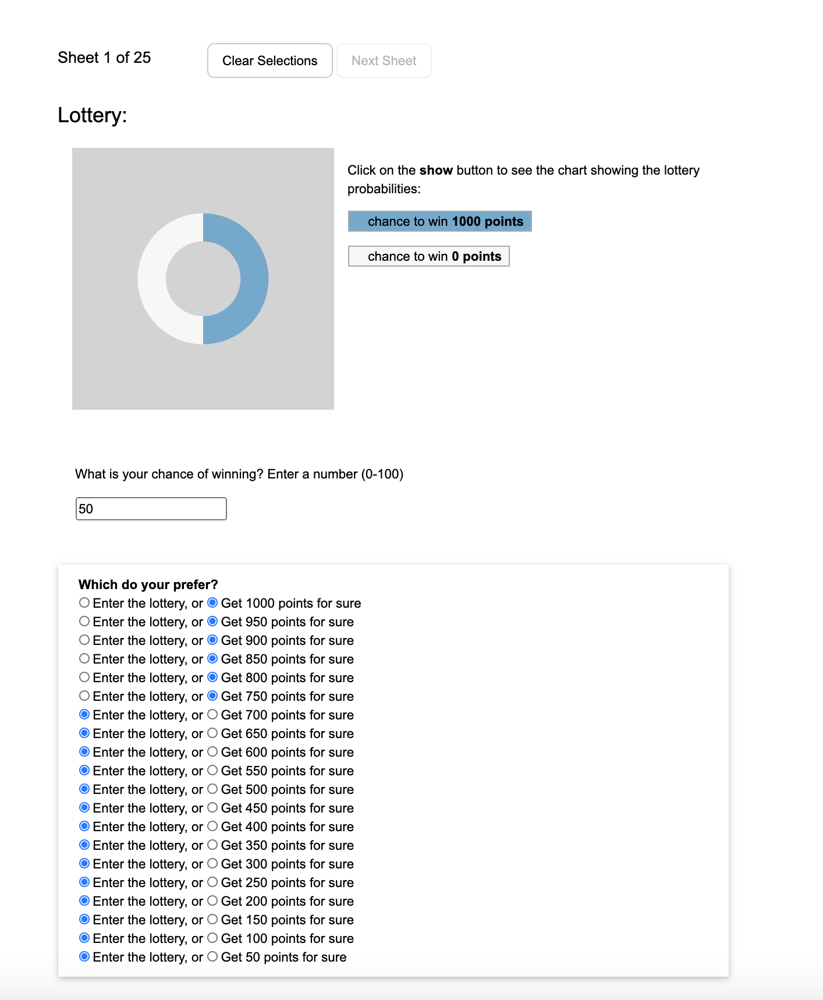 Sheet 1 of 25
Clear Selections
Next Sheet
Lottery:
Click on the show button to see the chart showing the lottery
probabilities:
chance to win 1000 points
chance to win 0 points
What is your chance of winning? Enter a number (0-100)
50
Which do your prefer?
Enter the lottery, or Get 1000 points for sure
Enter the lottery, or Get 950 points for sure
Enter the lottery, or Get 900 points for sure
Enter the lottery, or Get 850 points for sure
Enter the lottery, or Get 800 points for sure
Enter the lottery, or Get 750 points for sure
Enter the lottery, or Get 700 points for sure
Enter the lottery, or Get 650 points for sure
Enter the lottery, or Get 600 points for sure
Enter the lottery, or Get 550 points for sure
Enter the lottery, or Get 500 points for sure
Enter the lottery, or Get 450 points for sure
Enter the lottery, or Get 400 points for sure
Enter the lottery, or Get 350 points for sure
Enter the lottery, or Get 300 points for sure
Enter the lottery, or Get 250 points for sure
Enter the lottery, or Get 200 points for sure
Enter the lottery, or Get 150 points for sure
Enter the lottery, or Get 100 points for sure
Enter the lottery, or Get 50 points for sure